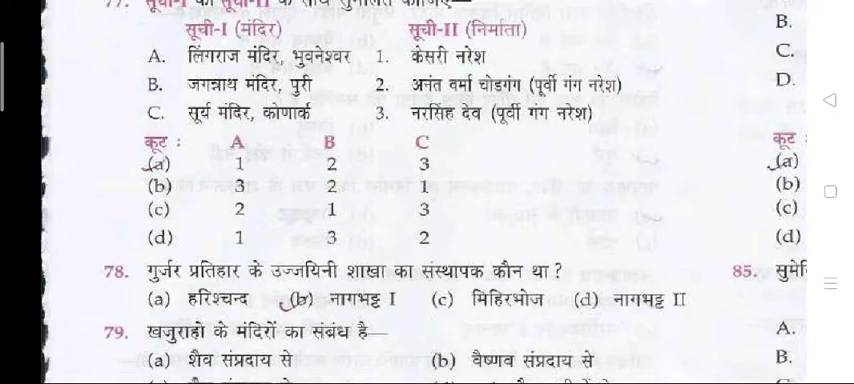 77. सूची-I को सूची-II के साथ सुमेलित कीजिए—
सूची-I (मंदिर) सूची-II (निर्माता)
A. लिंगराज मंदिर, भुवनेश्वर 1. केसरी नरेश
B. जगन्नाथ मंदिर, पुरी 2. अनंत वर्मा चोडगंग (पूर्वी गंग नरेश)
C. सूर्य मंदिर, कोणार्क 3. नरसिंह देव (पूर्वी गंग नरेश)
कूट : A B C
(a) 1 2 3
(b) 3 2 1
(c) 2 1 3
(d) 1 3 2
78. गुर्जर प्रतिहार के उज्जयिनी शाखा का संस्थापक कौन था ?
(a) हरिश्चन्द (b) नागभट्ट I (c) मिहिरभोज (d) नागभट्ट II
79. खजुराहो के मंदिरों का संबंध है—
(a) शैव संप्रदाय से (b) वैष्णव संप्रदाय से
B.
C.
D.
कूट :
(a)
(b)
(c)
(d)
85. सुमे
A.
B.